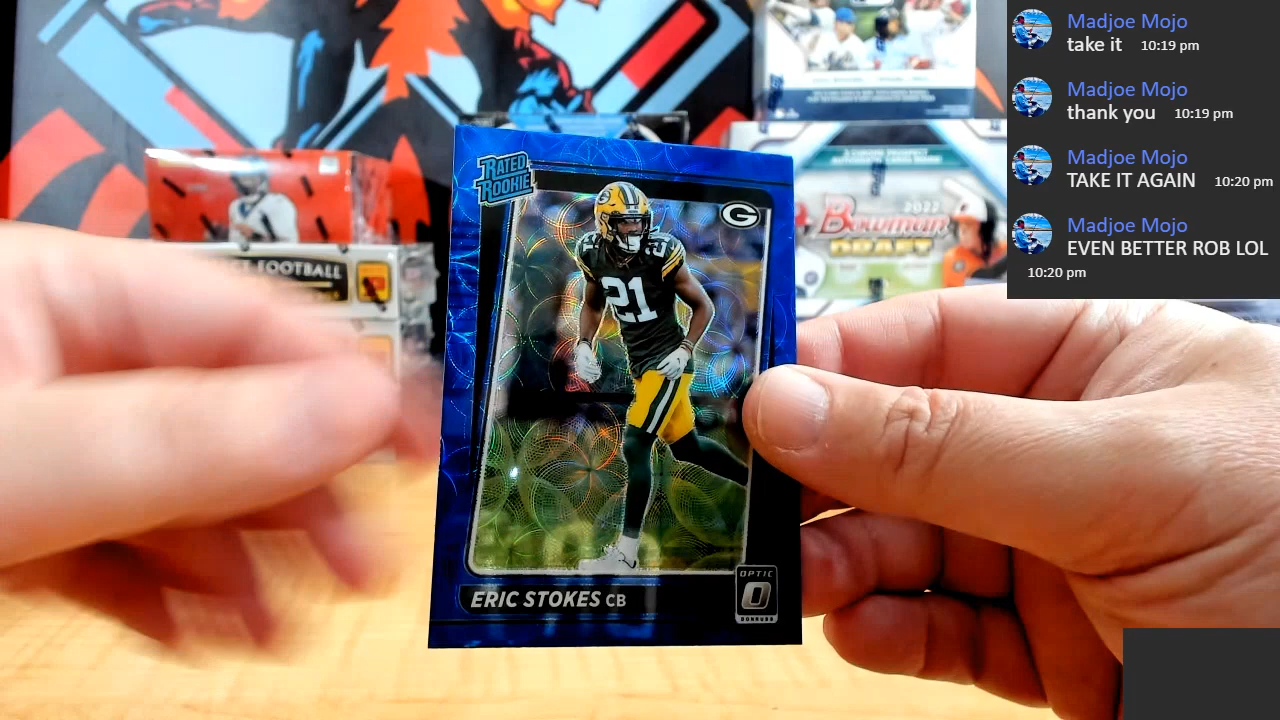 Madjoe Mojo
take it 10:19 pm
Madjoe Mojo
thank you 10:19 pm
Madjoe Mojo
TAKE IT AGAIN 10:20 pm
Madjoe Mojo
EVEN BETTER ROB LOL
10:20 pm
RATED
ROOKIE
G
21
21
ERIC STOKES CB
OPTIC
O
DONRUSS
FOOTBALL
2022
Bowman
DRAFT